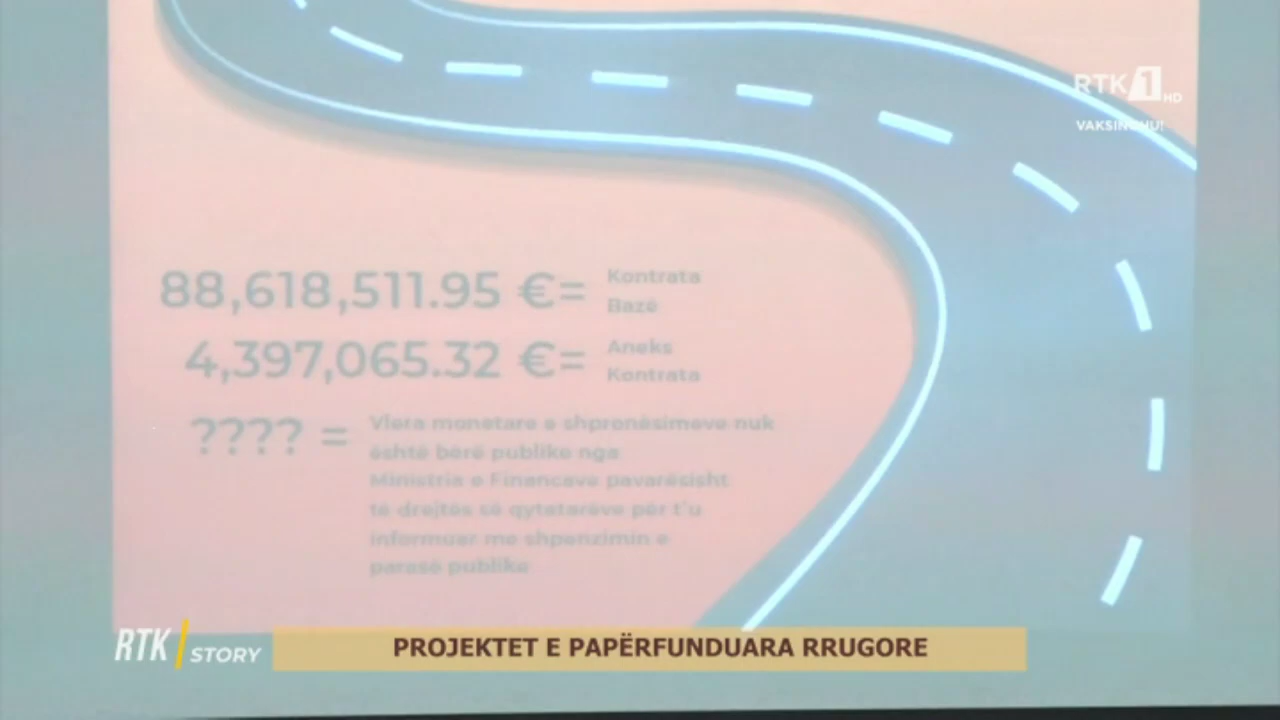 RTK1 HD
VAKSINOHU!
88,618,511.95 €= Kontrata
Bazë
4,397,065.32 €= Aneks
Kontrata
???? = Vlera monetare e shpronësimeve nuk
është bërë publike nga
Ministria e Financave pavarësisht
të drejtës së qytetarëve për t'u
informuar me shpenzimin e
parasë publike
RTK STORY
PROJEKTET E PAPËRFUNDUARA RRUGORE